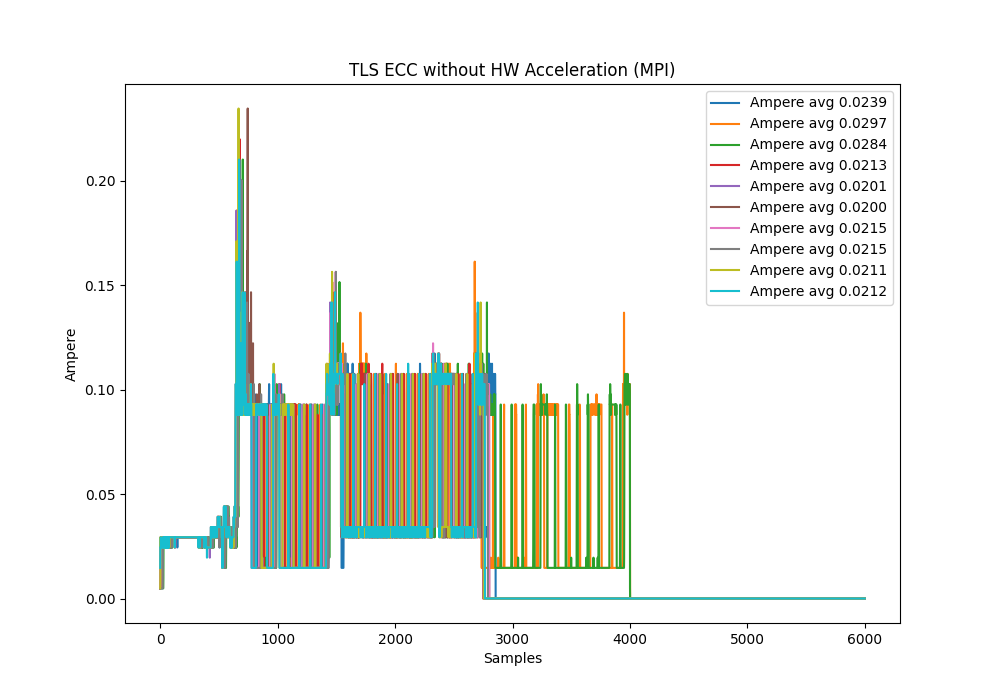 TLS ECC without HW Acceleration (MPI)
Ampere avg 0.0239
Ampere avg 0.0297
Ampere avg 0.0284
Ampere avg 0.0213
Ampere avg 0.0201
Ampere avg 0.0200
Ampere avg 0.0215
Ampere avg 0.0215
Ampere avg 0.0211
Ampere avg 0.0212
Ampere
0.20
0.15
0.10
0.05
0.00
0 1000 2000 3000 4000 5000 6000
Samples